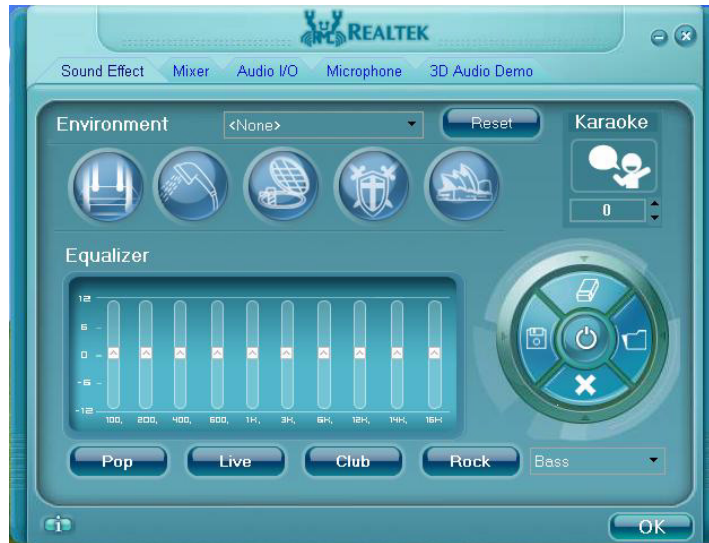 REALTEK
Sound Effect Mixer Audio I/O Microphone 3D Audio Demo
Environment <None> Reset Karaoke
0
Equalizer
12
6
0
-6
-12
100, 200, 400, 600, 1K, 3K, 6K, 12K, 14K, 16K
Pop Live Club Rock Bass
OK